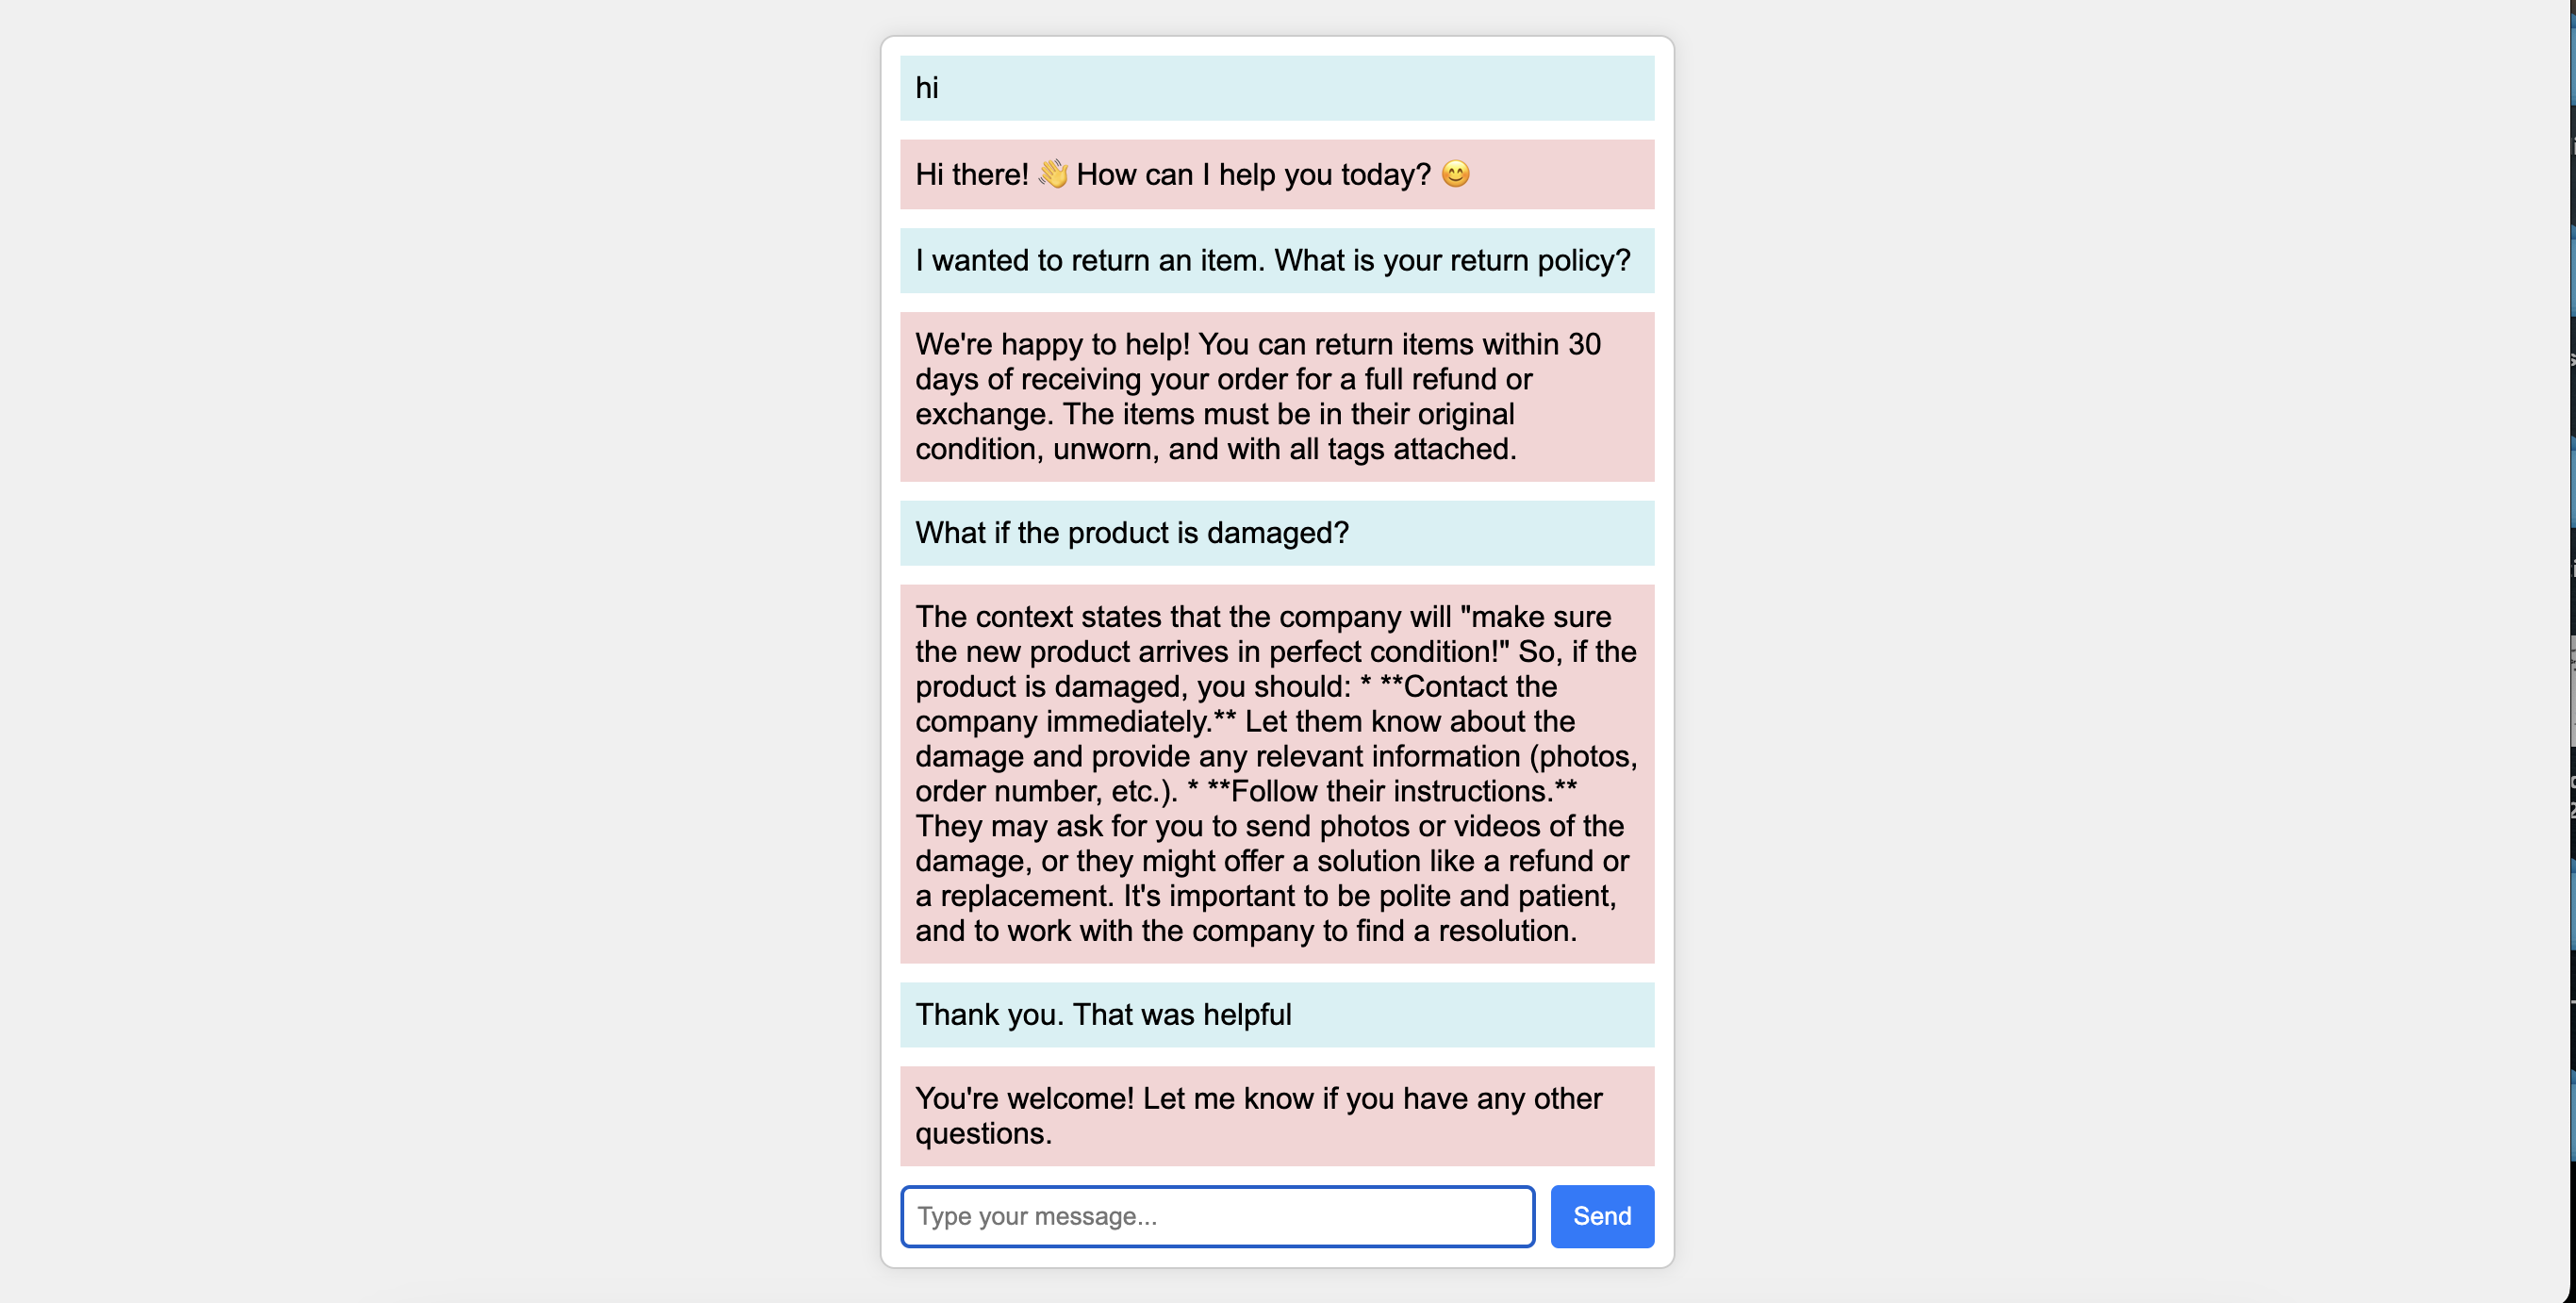 hi
Hi there! 👋 How can I help you today? 😊
I wanted to return an item. What is your return policy?
We're happy to help! You can return items within 30
days of receiving your order for a full refund or
exchange. The items must be in their original
condition, unworn, and with all tags attached.
What if the product is damaged?
The context states that the company will "make sure
the new product arrives in perfect condition!" So, if the
product is damaged, you should: * **Contact the
company immediately.** Let them know about the
damage and provide any relevant information (photos,
order number, etc.). * **Follow their instructions.**
They may ask for you to send photos or videos of the
damage, or they might offer a solution like a refund or
a replacement. It's important to be polite and patient,
and to work with the company to find a resolution.
Thank you. That was helpful
You're welcome! Let me know if you have any other
questions.
Type your message...
Send